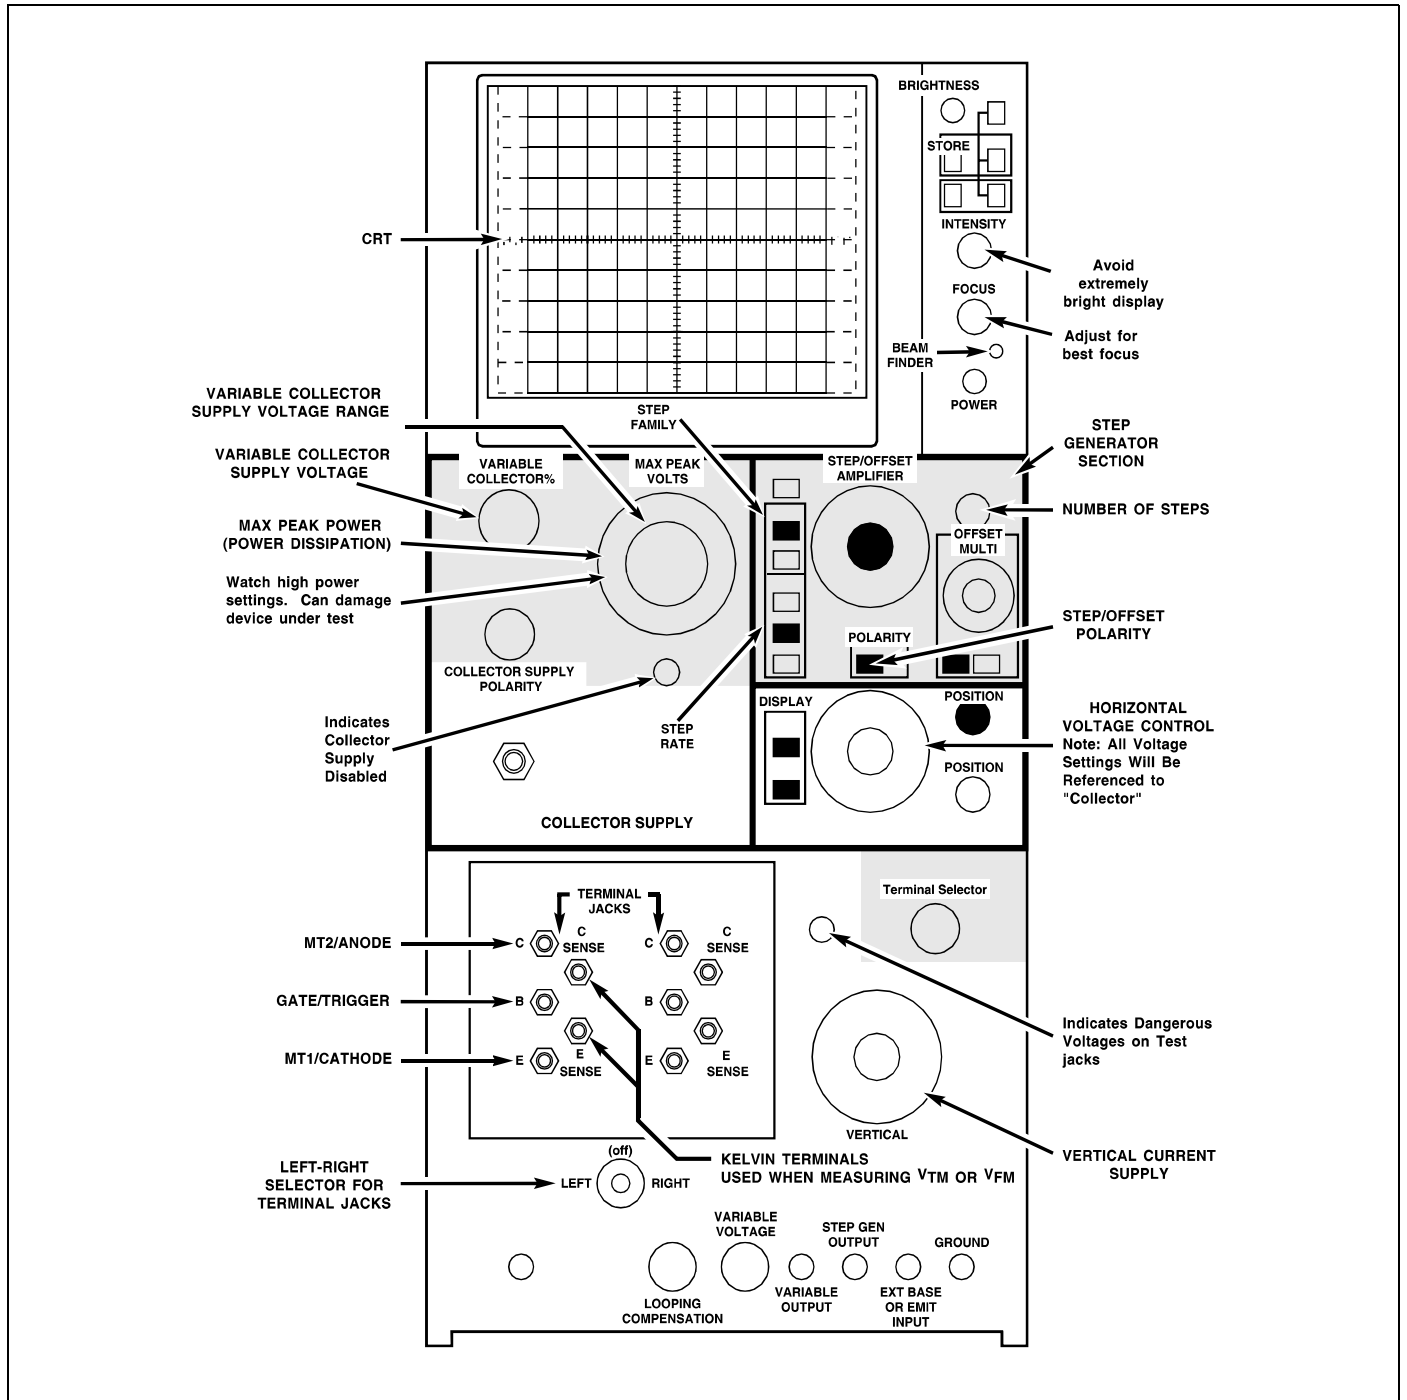 BRIGHTNESS
STORE
INTENSITY
CRT
Avoid
extremely
bright display
FOCUS
Adjust for
best focus
BEAM
FINDER
POWER
VARIABLE COLLECTOR
SUPPLY VOLTAGE RANGE
STEP
FAMILY
STEP
GENERATOR
SECTION
VARIABLE COLLECTOR
SUPPLY VOLTAGE
VARIABLE
COLLECTOR%
MAX PEAK
VOLTS
STEP/OFFSET
AMPLIFIER
NUMBER OF STEPS
MAX PEAK POWER
(POWER DISSIPATION)
OFFSET
MULTI
Watch high power
settings. Can damage
device under test
STEP/OFFSET
POLARITY
POLARITY
COLLECTOR SUPPLY
POLARITY
Indicates
Collector
Supply
Disabled
STEP
RATE
DISPLAY
POSITION
HORIZONTAL
VOLTAGE CONTROL
Note: All Voltage
Settings Will Be
Referenced to
"Collector"
POSITION
COLLECTOR SUPPLY
TERMINAL
JACKS
Terminal Selector
MT2/ANODE
C
C
SENSE
C
C
SENSE
GATE/TRIGGER
B
B
MT1/CATHODE
E
E
SENSE
E
E
SENSE
Indicates Dangerous
Voltages on Test
jacks
VERTICAL
VERTICAL CURRENT
SUPPLY
KELVIN TERMINALS
USED WHEN MEASURING VTM OR VFM
LEFT-RIGHT
SELECTOR FOR
TERMINAL JACKS
(off)
LEFT
RIGHT
VARIABLE
VOLTAGE
STEP GEN
OUTPUT
GROUND
LOOPING
COMPENSATION
VARIABLE
OUTPUT
EXT BASE
OR EMIT
INPUT